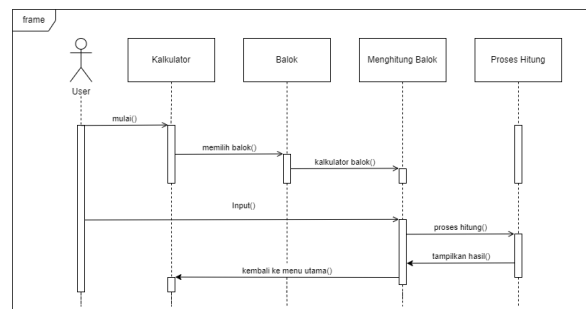 frame
Kalkulator
Balok
Menghitung Balok
Proses Hitung
User
mulai()
memilih balok()
kalkulator balok()
Input()
proses hitung()
tampilkan hasil()
kembali ke menu utama()